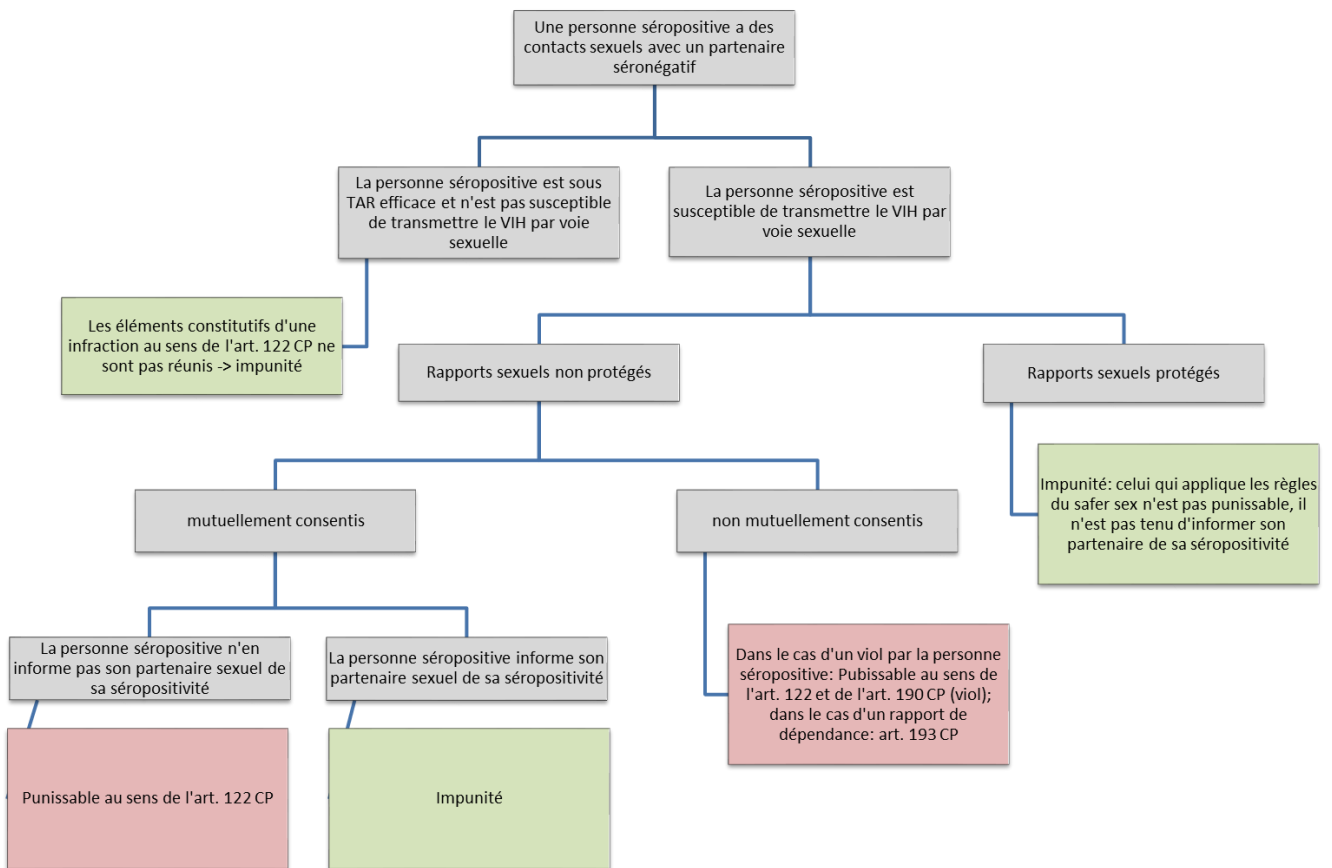 Une personne séropositive a des
contacts sexuels avec un partenaire
séronégatif
La personne séropositive est sous
TAR efficace et n'est pas susceptible
de transmettre le VIH par voie
sexuelle
La personne séropositive est
susceptible de transmettre le VIH par
voie sexuelle
Les éléments constitutifs d'une
infraction au sens de l'art. 122 CP ne
sont pas réunis -> impunité
Rapports sexuels non protégés
Rapports sexuels protégés
Impunité: celui qui applique les règles
du safer sex n'est pas punissable, il
n'est pas tenu d'informer son
partenaire de sa séropositivité
mutuellement consentis
non mutuellement consentis
La personne séropositive n'en
informe pas son partenaire sexuel de
sa séropositivité
La personne séropositive informe son
partenaire sexuel de sa séropositivité
Dans le cas d'un viol par la personne
séropositive: Pubissable au sens de
l'art. 122 et de l'art. 190 CP (viol);
dans le cas d'un rapport de
dépendance: art. 193 CP
Punissable au sens de l'art. 122 CP
Impunité